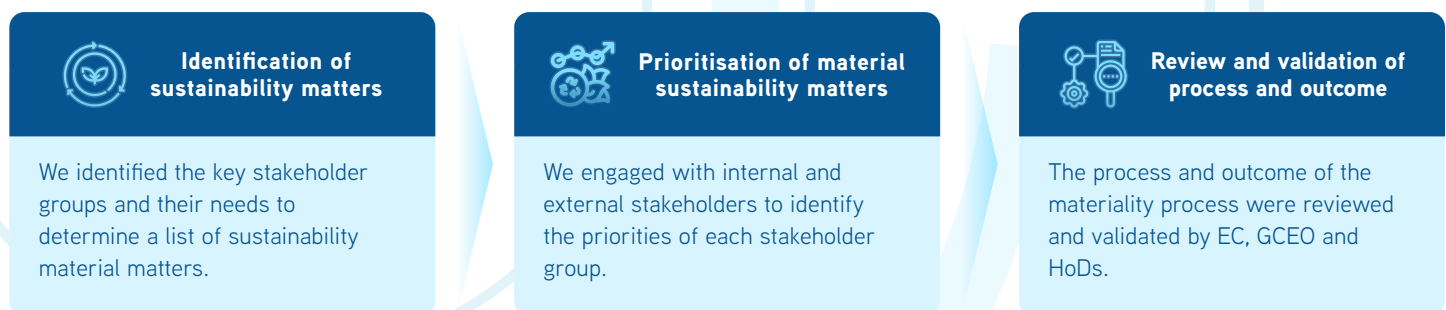 Identification of
sustainability matters
We identified the key stakeholder
groups and their needs to
determine a list of sustainability
material matters.
Prioritisation of material
sustainability matters
We engaged with internal and
external stakeholders to identify
the priorities of each stakeholder
group.
Review and validation of
process and outcome
The process and outcome of the
materiality process were reviewed
and validated by EC, GCEO and
HoDs.